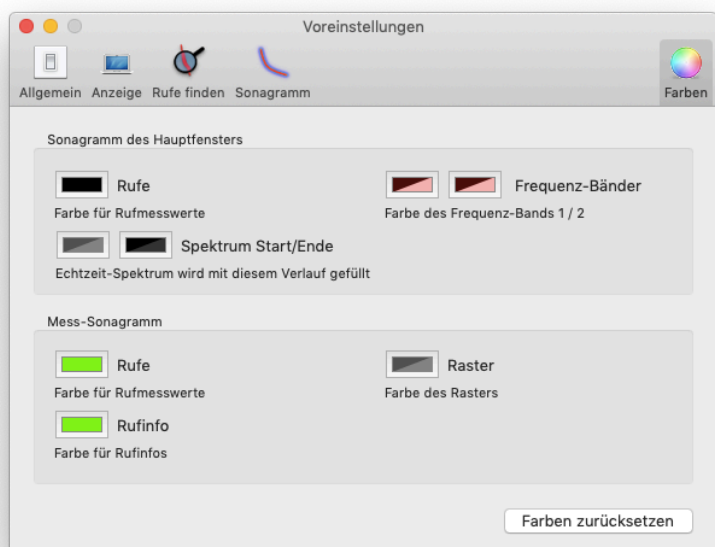 Voreinstellungen
Allgemein Anzeige Rufe finden Sonagramm Farben
Sonagramm des Hauptfensters
Rufe Frequenz-Bänder
Farbe für Rufmesswerte Farbe des Frequenz-Bands 1 / 2
Spektrum Start/Ende
Echtzeit-Spektrum wird mit diesem Verlauf gefüllt
Mess-Sonagramm
Rufe Raster
Farbe für Rufmesswerte Farbe des Rasters
Rufinfo
Farbe für Rufinfos
Farben zurücksetzen